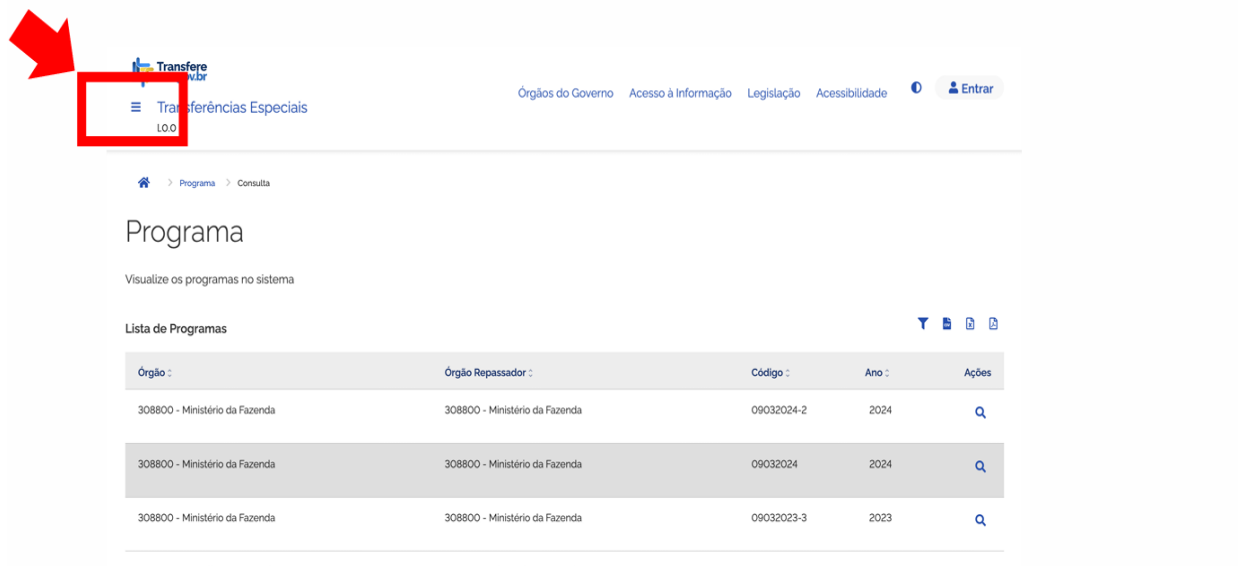 Transfere
ov.br
Transferências Especiais
1.0.0
Órgãos do Governo Acesso à Informação Legislação Acessibilidade Entrar
Programa > Consulta
Programa
Visualize os programas no sistema
Lista de Programas
Órgão Órgão Repassador Código Ano Ações
308800 - Ministério da Fazenda 308800 - Ministério da Fazenda 09032024-2 2024
308800 - Ministério da Fazenda 308800 - Ministério da Fazenda 09032024 2024
308800 - Ministério da Fazenda 308800 - Ministério da Fazenda 09032023-3 2023